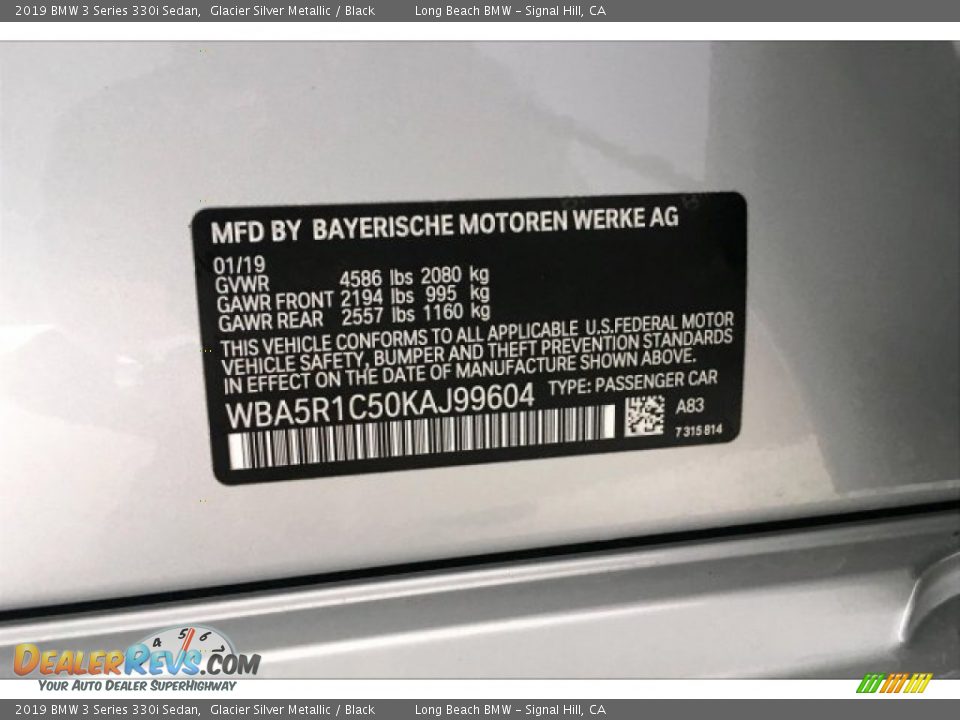 2019 BMW 3 Series 330i Sedan,  Glacier Silver Metallic / Black    Long Beach BMW - Signal Hill, CA
MFD BY BAYERISCHE MOTOREN WERKE AG
01/19
GVWR 4586 lbs 2080 kg
GAWR FRONT 2194 lbs 995 kg
GAWR REAR 2557 lbs 1160 kg
THIS VEHICLE CONFORMS TO ALL APPLICABLE U.S.FEDERAL MOTOR
VEHICLE SAFETY, BUMPER AND THEFT PREVENTION STANDARDS
IN EFFECT ON THE DATE OF MANUFACTURE SHOWN ABOVE.
WBA5R1C50KAJ99604 TYPE: PASSENGER CAR
A83
7 315 814
4 5 6
DEALERREVS.COM
YOUR AUTO DEALER SUPERHIGHWAY
2019 BMW 3 Series 330i Sedan,  Glacier Silver Metallic / Black    Long Beach BMW - Signal Hill, CA